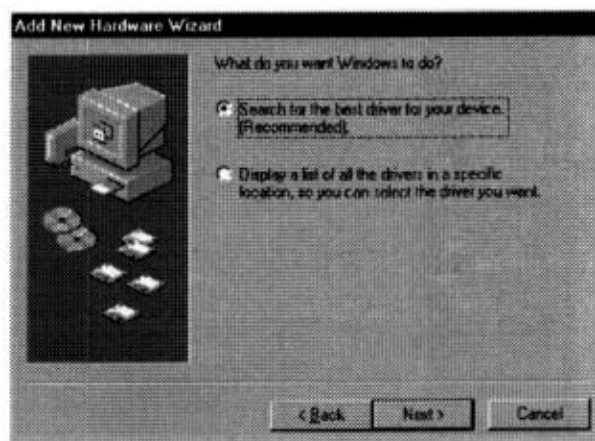 Add New Hardware Wizard
What do you want Windows to do?
Search for the best driver for your device.
(Recommended).
Display a list of all the drivers in a specific
location, so you can select the driver you want.
< Back
Next >
Cancel